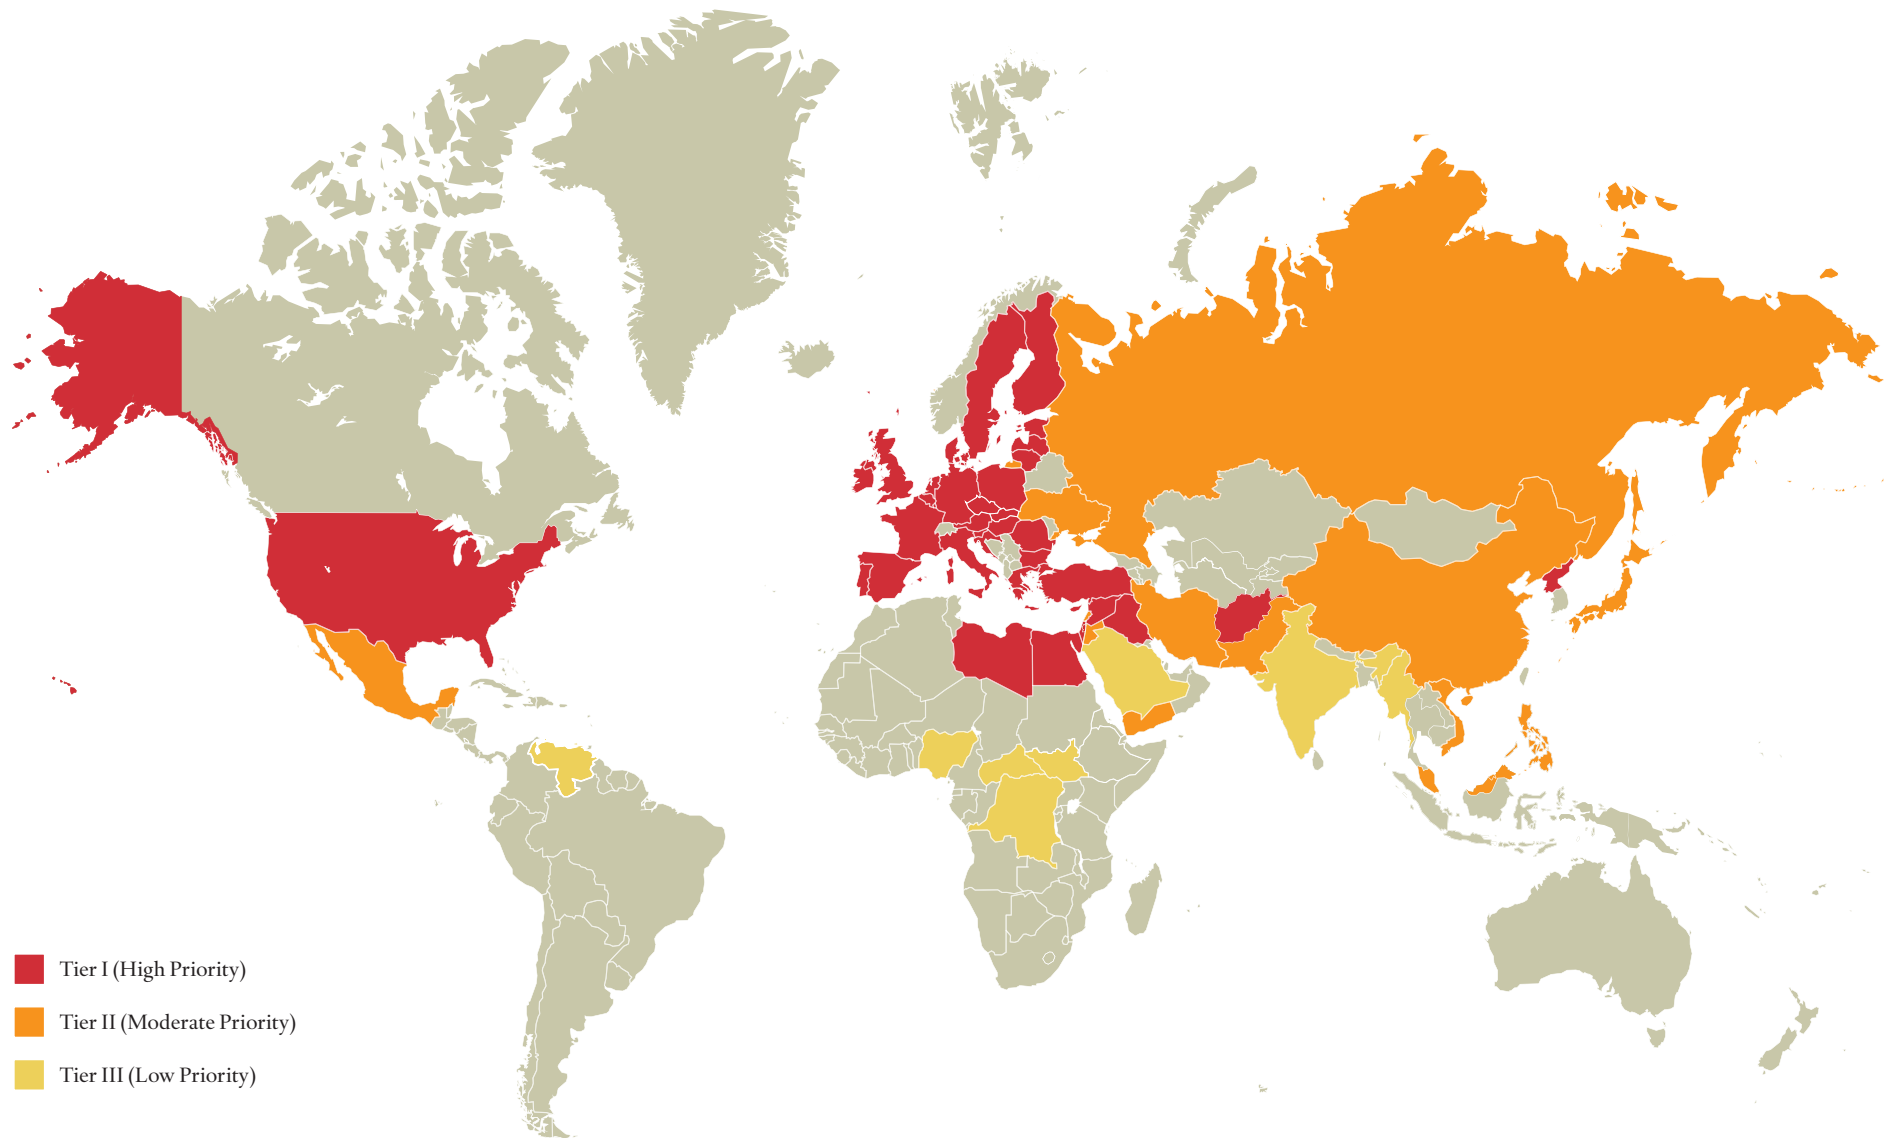 Tier I (High Priority)
Tier II (Moderate Priority)
Tier III (Low Priority)